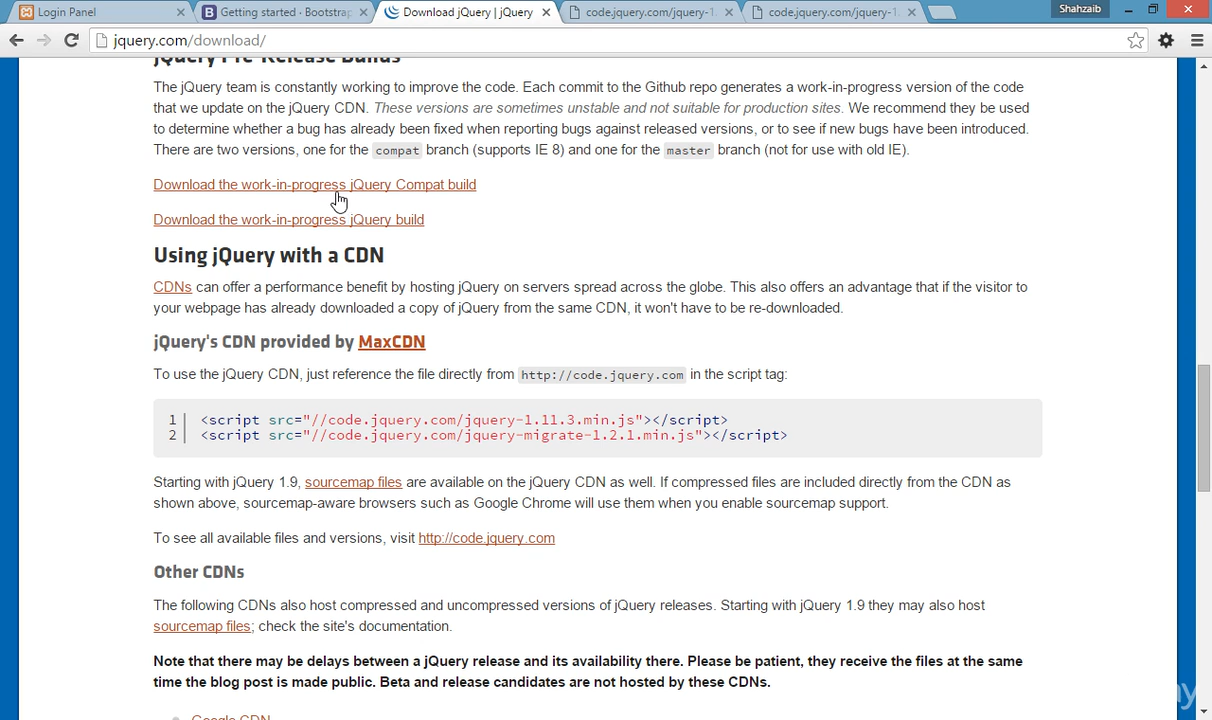 Login Panel
Getting started · Bootstrap
Download jQuery | jQuery
code.jquery.com/jquery-1.
code.jquery.com/jquery-1.
Shahzaib
jquery.com/download/
jQuery Pre-Release Builds
The jQuery team is constantly working to improve the code. Each commit to the Github repo generates a work-in-progress version of the code
that we update on the jQuery CDN. These versions are sometimes unstable and not suitable for production sites. We recommend they be used
to determine whether a bug has already been fixed when reporting bugs against released versions, or to see if new bugs have been introduced.
There are two versions, one for the compat branch (supports IE 8) and one for the master branch (not for use with old IE).
Download the work-in-progress jQuery Compat build
Download the work-in-progress jQuery build
Using jQuery with a CDN
CDNs can offer a performance benefit by hosting jQuery on servers spread across the globe. This also offers an advantage that if the visitor to
your webpage has already downloaded a copy of jQuery from the same CDN, it won't have to be re-downloaded.
jQuery's CDN provided by MaxCDN
To use the jQuery CDN, just reference the file directly from http://code.jquery.com in the script tag:
1 <script src="//code.jquery.com/jquery-1.11.3.min.js"></script>
2 <script src="//code.jquery.com/jquery-migrate-1.2.1.min.js"></script>
Starting with jQuery 1.9, sourcemap files are available on the jQuery CDN as well. If compressed files are included directly from the CDN as
shown above, sourcemap-aware browsers such as Google Chrome will use them when you enable sourcemap support.
To see all available files and versions, visit http://code.jquery.com
Other CDNs
The following CDNs also host compressed and uncompressed versions of jQuery releases. Starting with jQuery 1.9 they may also host
sourcemap files; check the site's documentation.
Note that there may be delays between a jQuery release and its availability there. Please be patient, they receive the files at the same
time the blog post is made public. Beta and release candidates are not hosted by these CDNs.
Google CDN